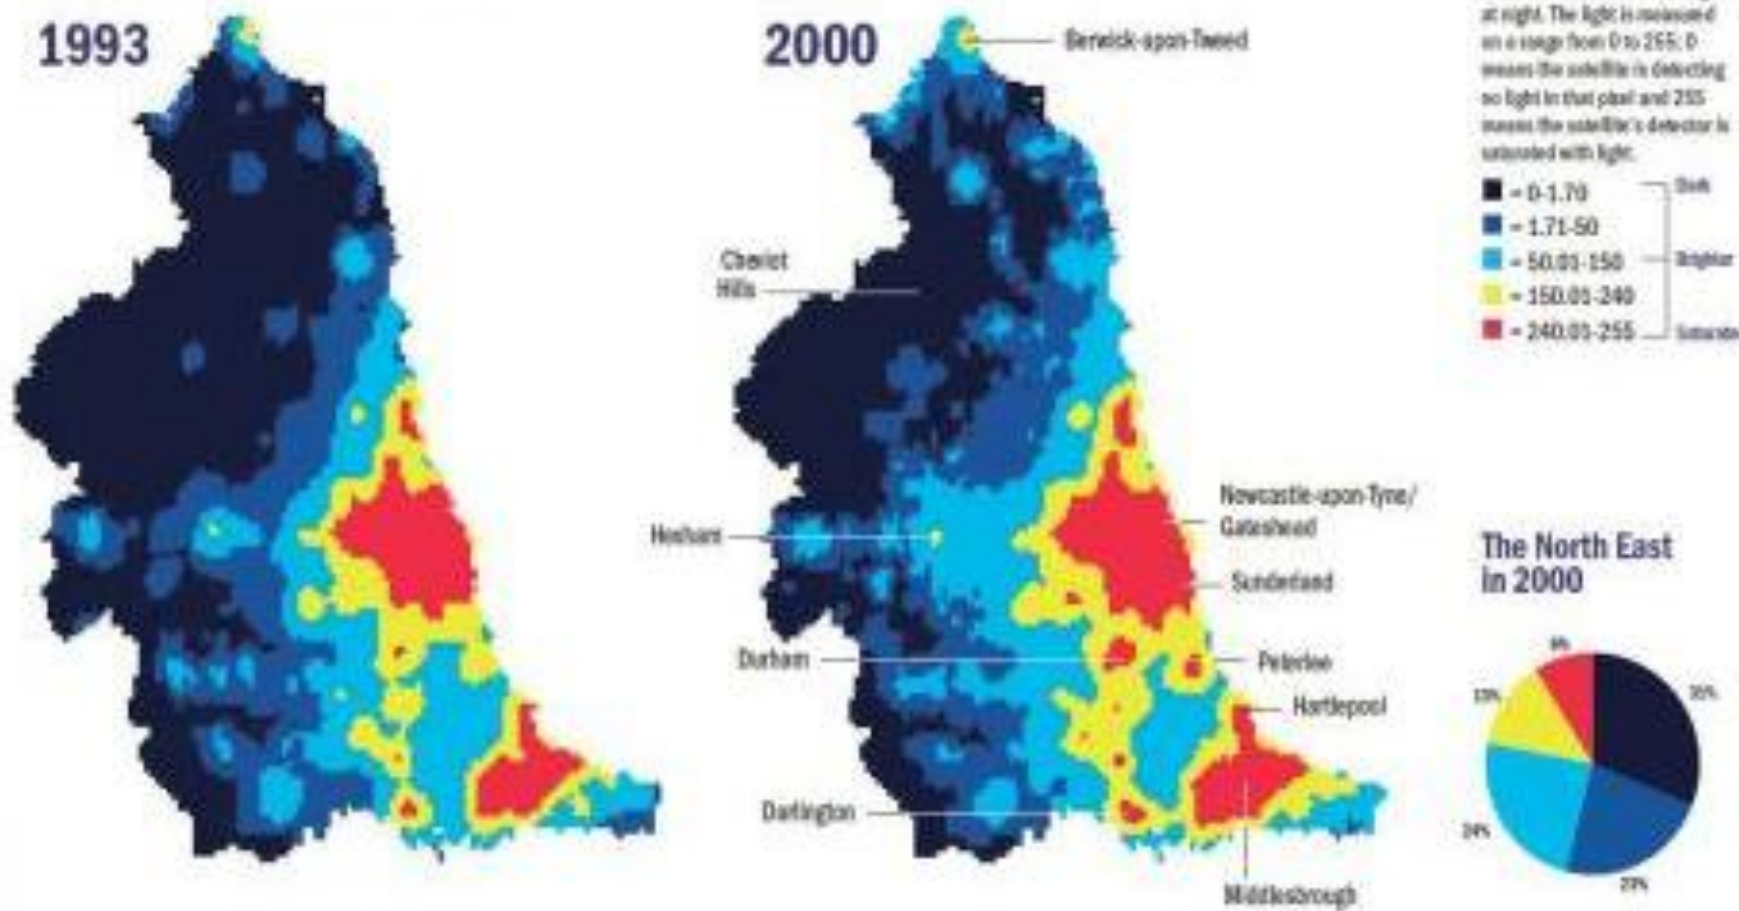 1993
2000
Berwick-upon-Tweed
Cheviot
Hills
Hexham
Newcastle-upon-Tyne/
Gateshead
Sunderland
Durham
Peterlee
Hartlepool
Darlington
Middlesbrough
at night. The light is measured
on a range from 0 to 255; 0
means the satellite is detecting
no light in that pixel and 255
means the satellite's detector is
saturated with light.
= 0-1.70
Dark
= 1.71-50
= 50.01-150
Brighter
= 150.01-240
= 240.01-255
The North East
in 2000
13%
24%
23%